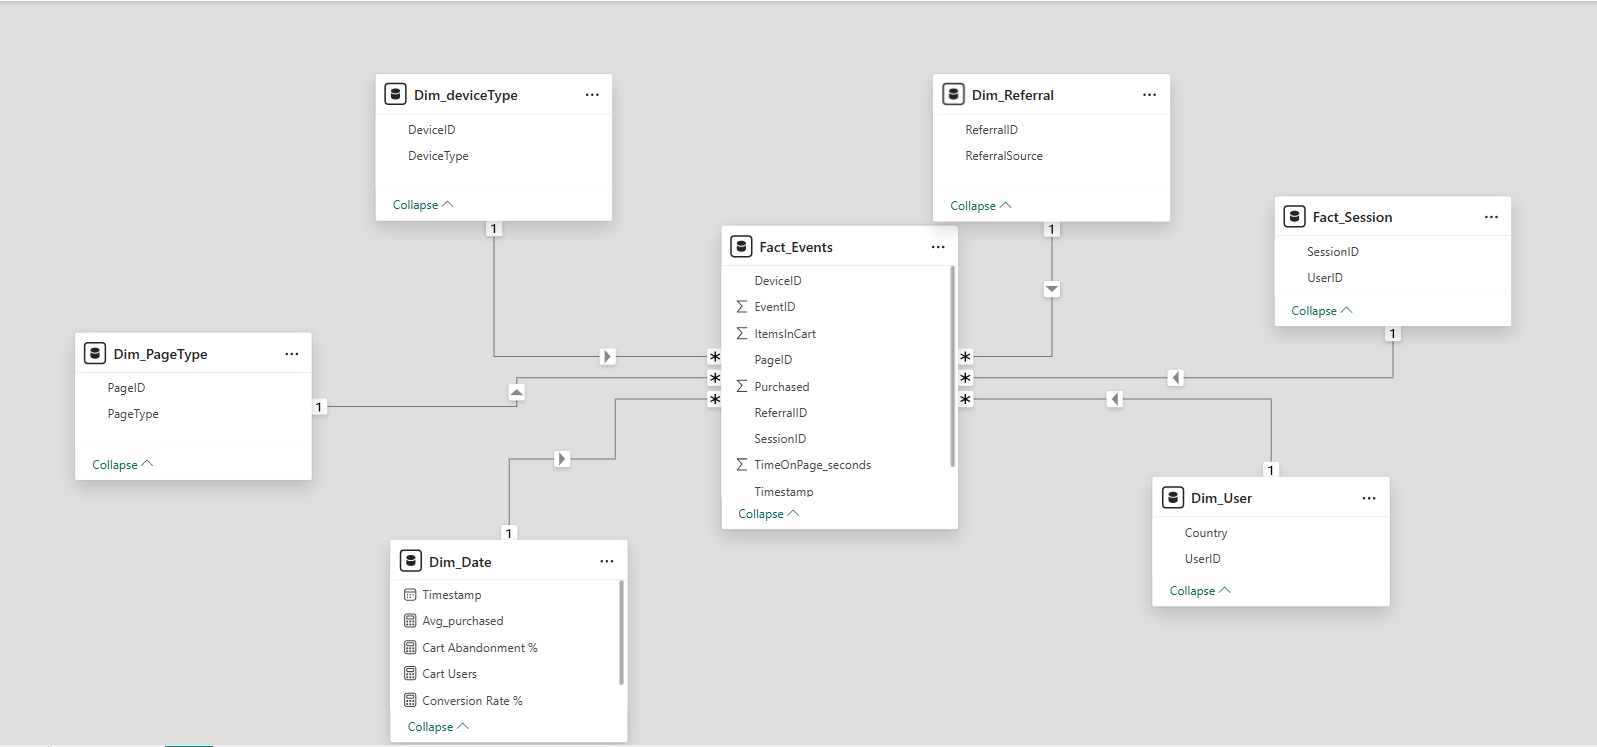 Dim_deviceType
DeviceID
DeviceType
Collapse
1
Dim_Referral
ReferralID
ReferralSource
Collapse
1
Fact_Session
SessionID
UserID
Collapse
1
Fact_Events
DeviceID
EventID
ItemsInCart
PageID
Purchased
ReferralID
SessionID
TimeOnPage_seconds
Timestamp
Collapse
*
*
*
*
*
*
Dim_PageType
PageID
PageType
Collapse
1
Dim_User
Country
UserID
Collapse
1
Dim_Date
Timestamp
Avg_purchased
Cart Abandonment %
Cart Users
Conversion Rate %
Collapse
1